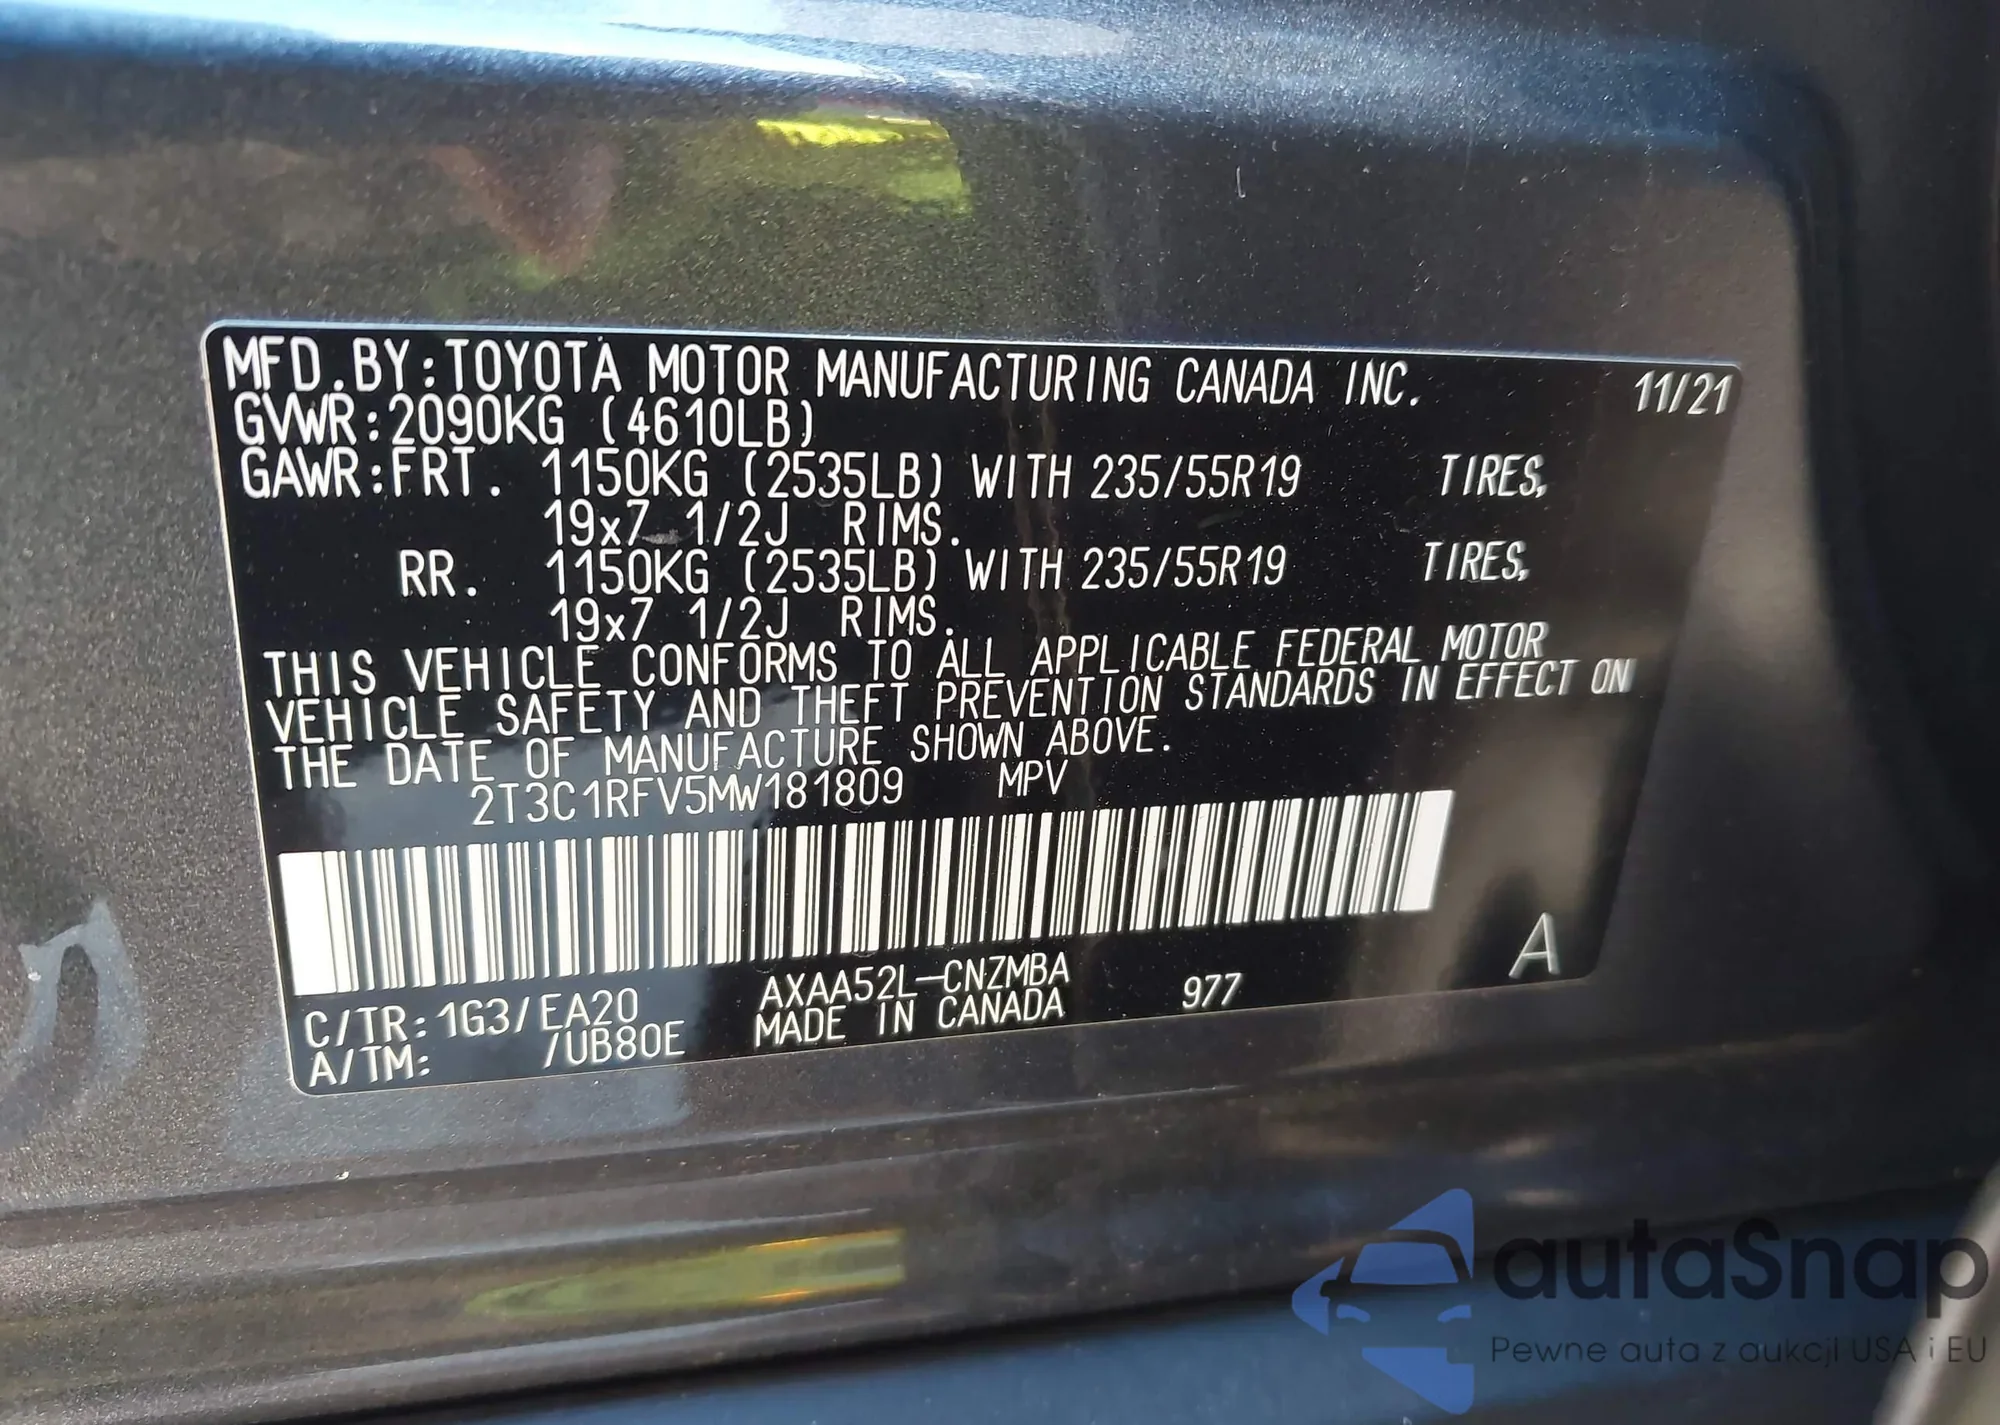 MFD.BY:TOYOTA MOTOR MANUFACTURING CANADA INC. 11/21
GVWR:2090KG (4610LB)
GAWR:FRT. 1150KG (2535LB) WITH 235/55R19 TIRES,
19x7 1/2J RIMS.
RR. 1150KG (2535LB) WITH 235/55R19 TIRES,
19x7 1/2J RIMS.
THIS VEHICLE CONFORMS TO ALL APPLICABLE FEDERAL MOTOR
VEHICLE SAFETY AND THEFT PREVENTION STANDARDS IN EFFECT ON
THE DATE OF MANUFACTURE SHOWN ABOVE.
2T3C1RFV5MW181809 MPV
A
C/TR:1G3/EA20 AXAA52L-CNZMBA 977
A/TM: /UB80E MADE IN CANADA
autaSnap
Pewne auta z aukcji USA i EU